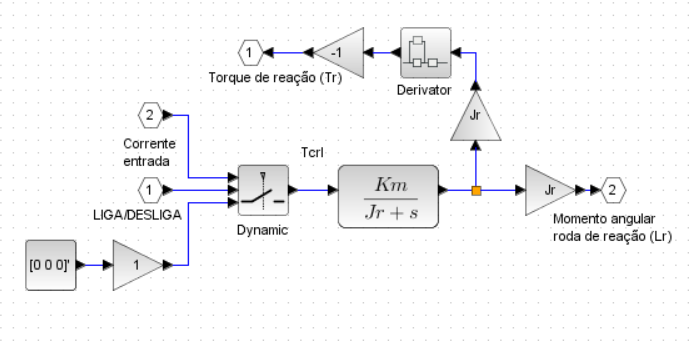 1
-1
Torque de reação (Tr)
Derivator
Jr
2
Corrente
entrada
Tcrl
1
LIGA/DESLIGA
Dynamic
Km
Jr + s
Jr
2
Momento angular
roda de reação (Lr)
[0 0 0]'
1